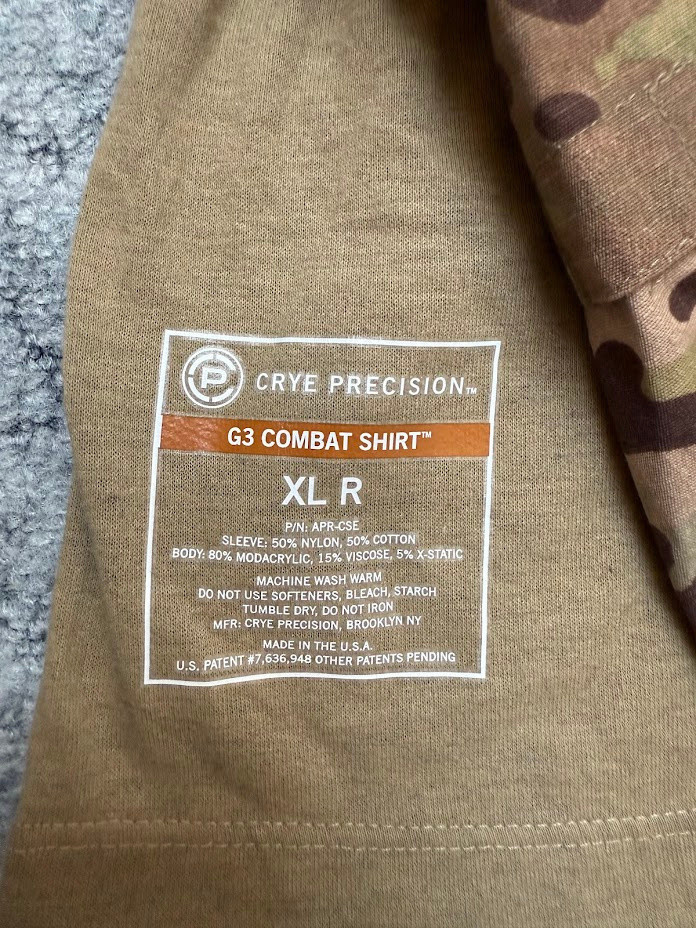 P
CRYE PRECISION™
G3 COMBAT SHIRT™
XL R
P/N: APR-CSE
SLEEVE: 50% NYLON, 50% COTTON
BODY: 80% MODACRYLIC, 15% VISCOSE, 5% X-STATIC
MACHINE WASH WARM
DO NOT USE SOFTENERS, BLEACH, STARCH
TUMBLE DRY, DO NOT IRON
MFR: CRYE PRECISION, BROOKLYN NY
MADE IN THE U.S.A.
U.S. PATENT #7,636,948 OTHER PATENTS PENDING